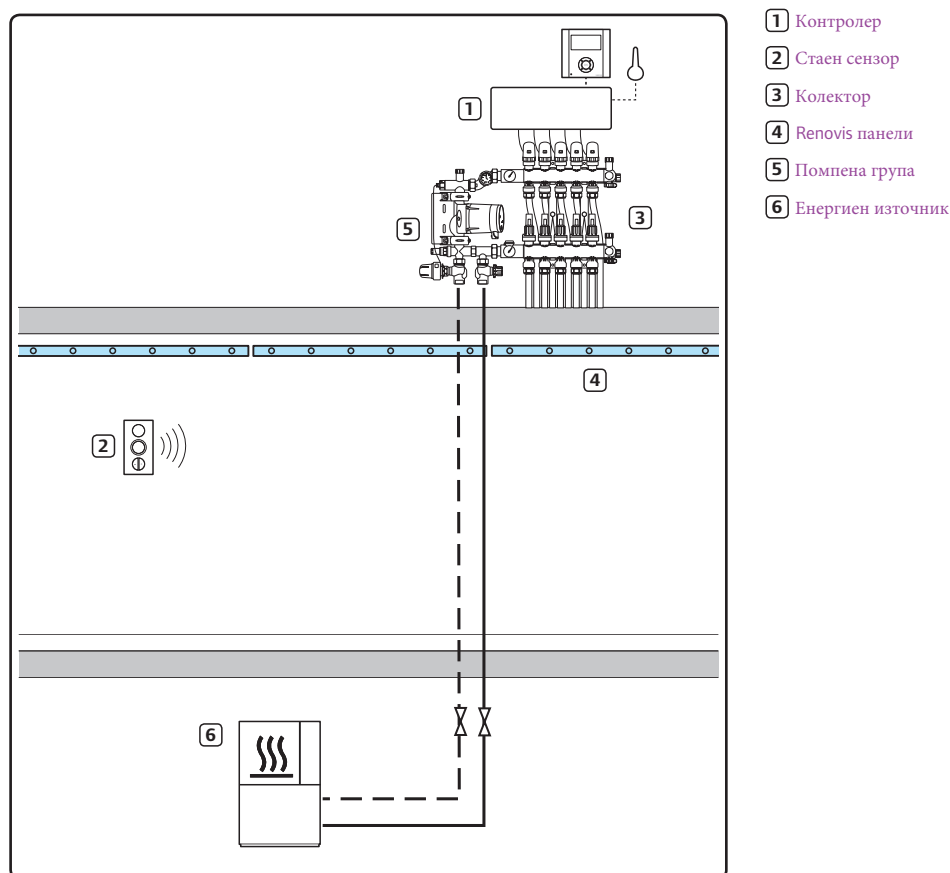 1 Контролер
2 Стаен сензор
3 Колектор
4 Renovis панели
5 Помпена група
6 Енергиен източник
1
5
3
4
2
6